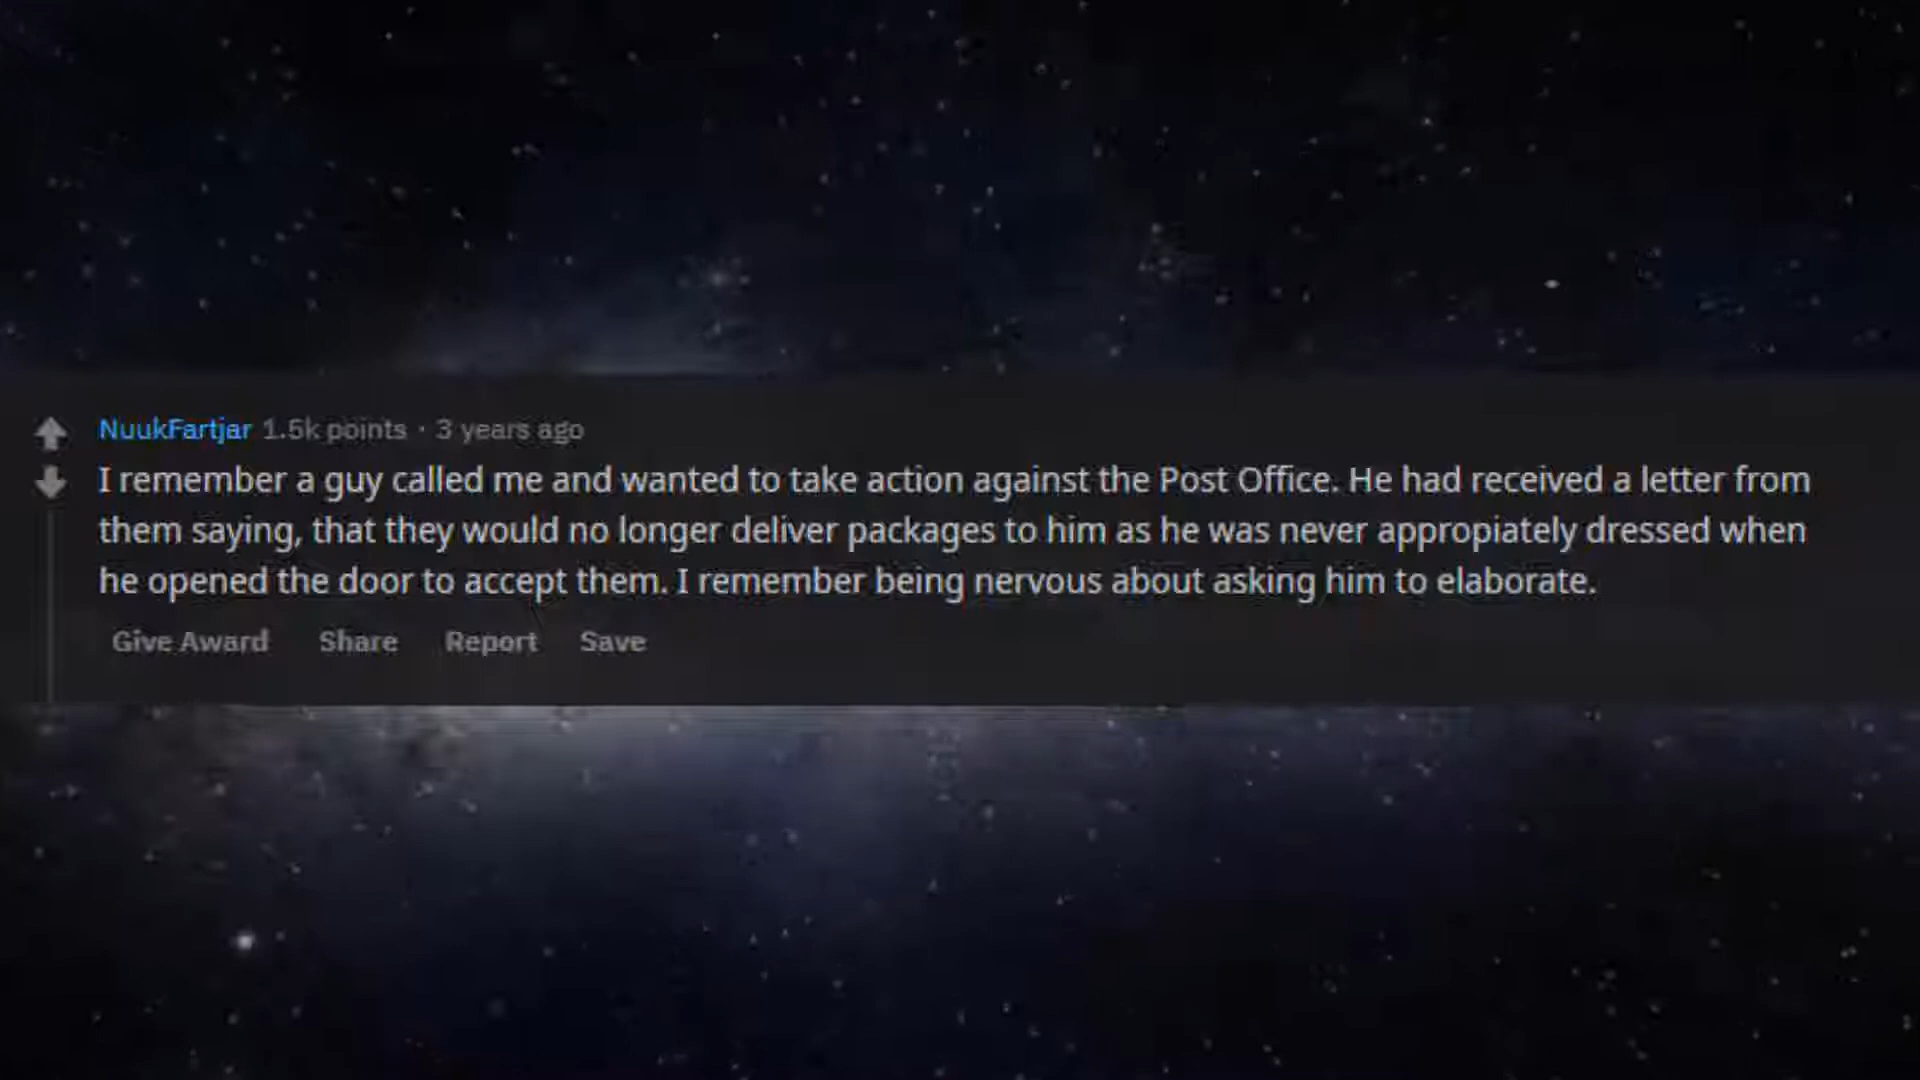 NuukFartjar 1.5k points · 3 years ago
I remember a guy called me and wanted to take action against the Post Office. He had received a letter from
them saying, that they would no longer deliver packages to him as he was never appropiately dressed when
he opened the door to accept them. I remember being nervous about asking him to elaborate.
Give Award Share Report Save